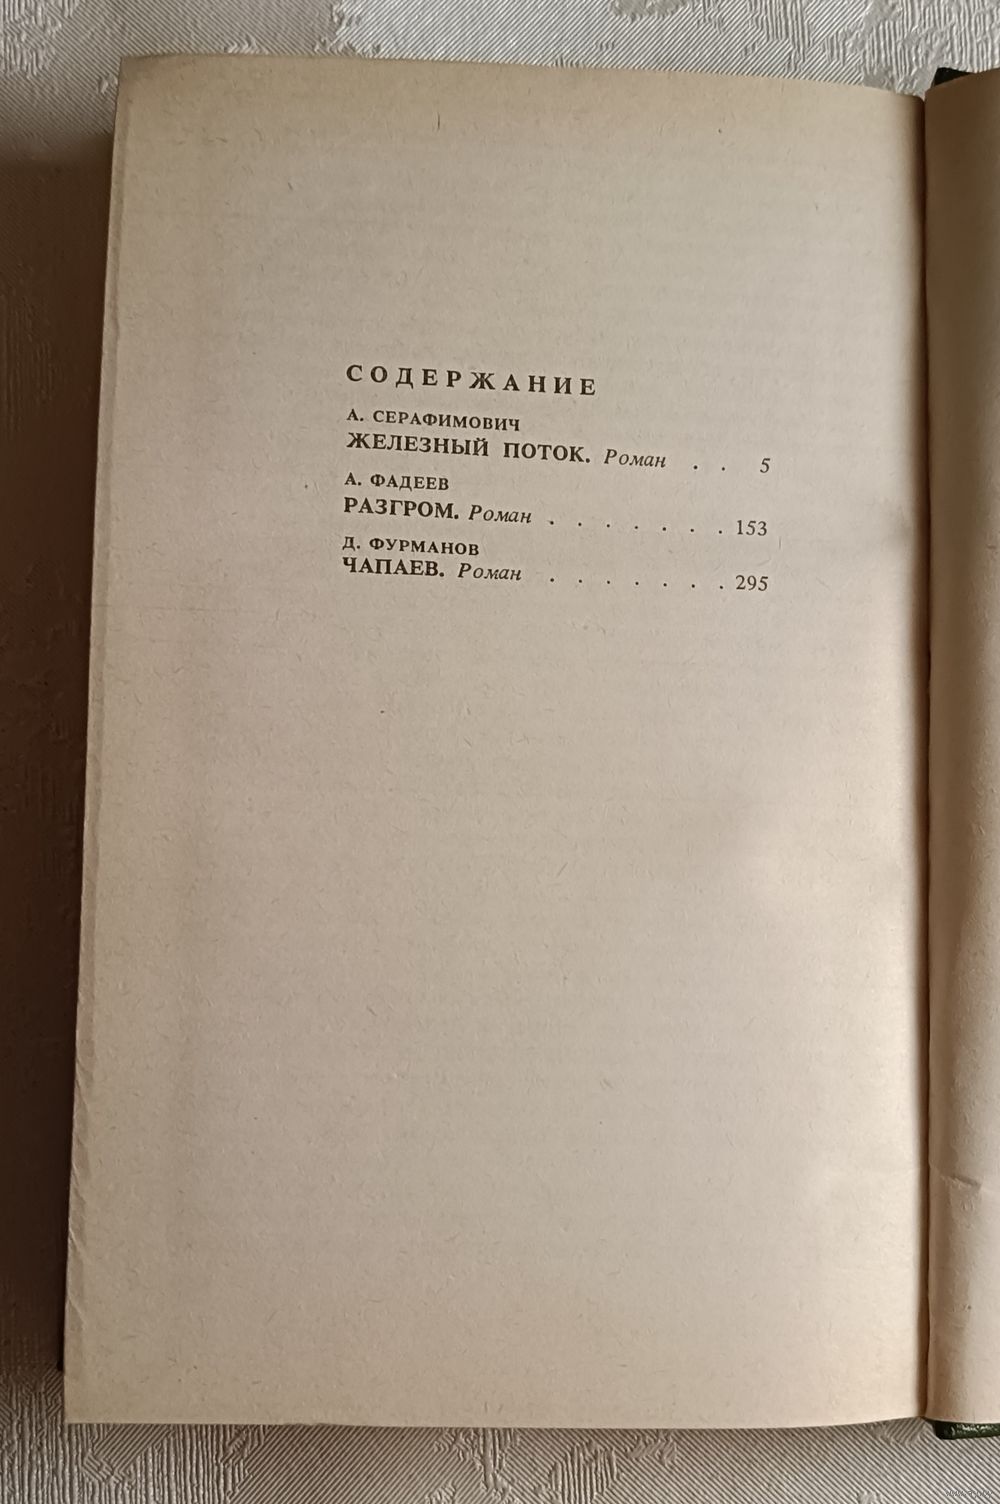 СОДЕРЖАНИЕ
А. СЕРАФИМОВИЧ
ЖЕЛЕЗНЫЙ ПОТОК. Роман . . 5
А. ФАДЕЕВ
РАЗГРОМ. Роман . . . . . . . 153
Д. ФУРМАНОВ
ЧАПАЕВ. Роман . . . . . . . 295